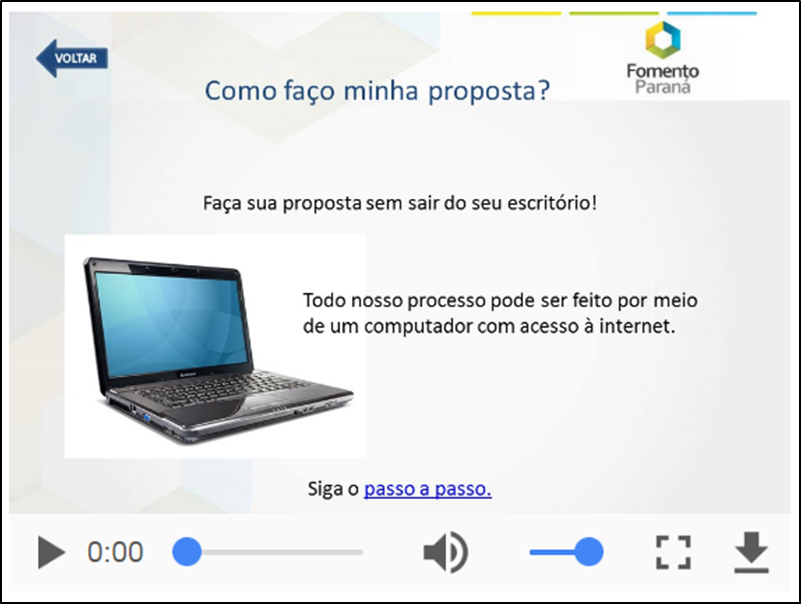 VOLTAR
Fomento
Paraná
Como faço minha proposta?
Faça sua proposta sem sair do seu escritório!
Todo nosso processo pode ser feito por meio
de um computador com acesso à internet.
Siga o passo a passo.
0:00